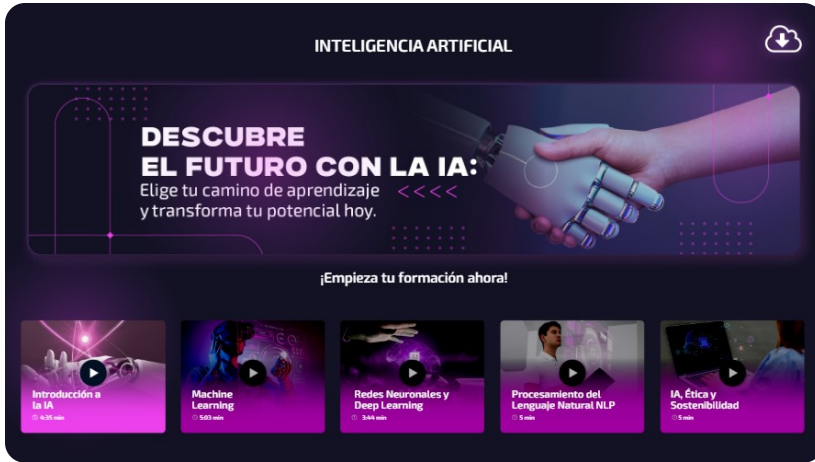 INTELIGENCIA ARTIFICIAL
DESCUBRE
EL FUTURO CON LA IA:
Elige tu camino de aprendizaje <<<<
y transforma tu potencial hoy.
¡Empieza tu formación ahora!
Introducción a
la IA
4:35 min
Machine
Learning
5:03 min
Redes Neuronales y
Deep Learning
3:44 min
Procesamiento del
Lenguaje Natural NLP
5 min
IA, Ética y
Sostenibilidad
5 min